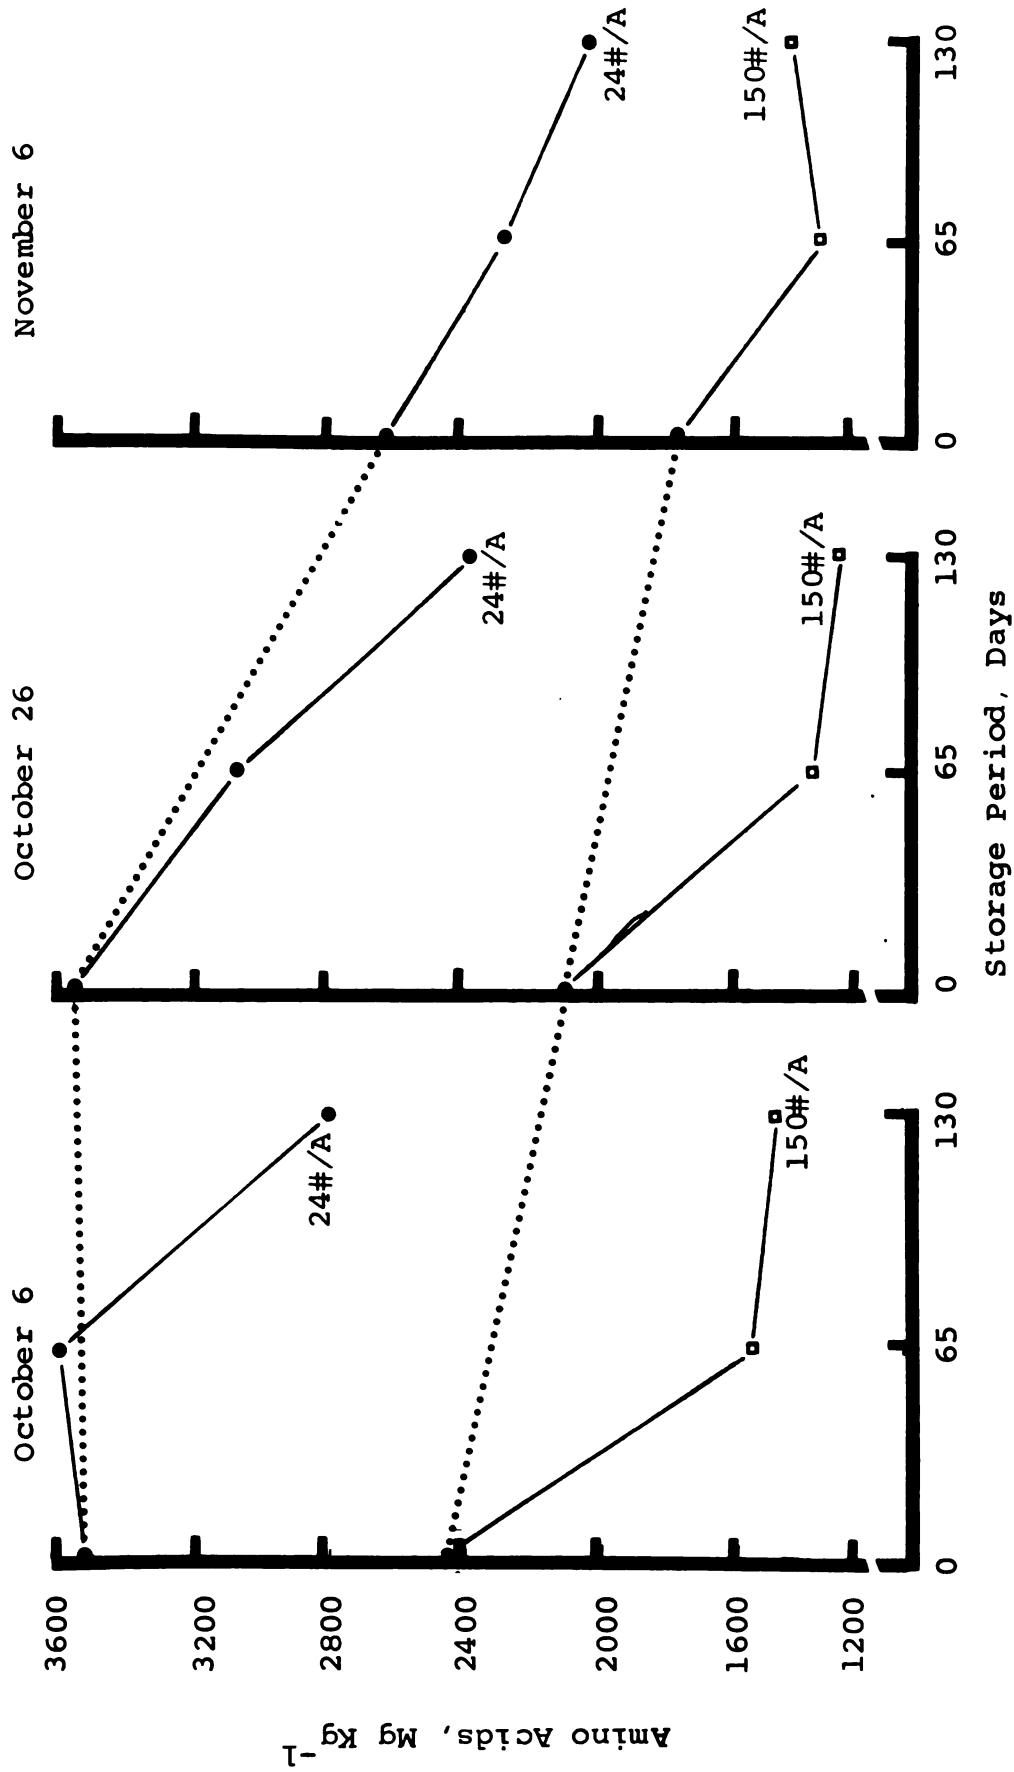 October 6
October 26
November 6
Amino Acids, Mg Kg-1
3600
3200
2800
2400
2000
1600
1200
24#/A
150#/A
24#/A
150#/A
24#/A
150#/A
0
65
130
0
65
130
0
65
130
Storage Period, Days